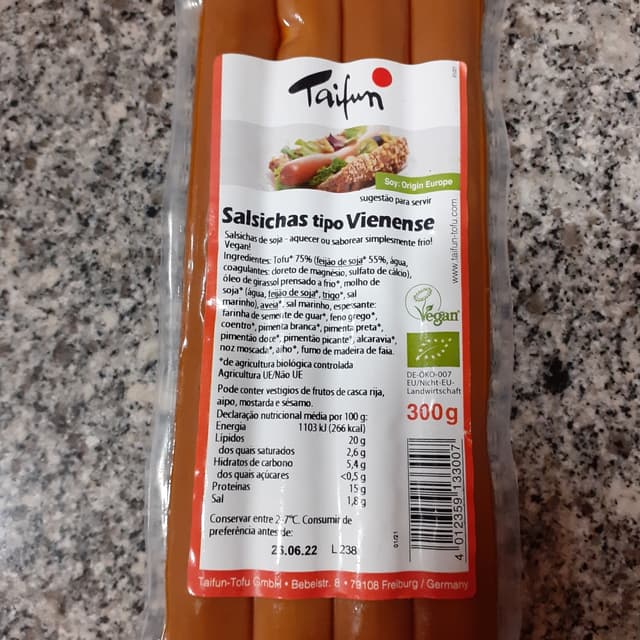 Taifun
Soy: Origin Europe
sugestão para servir
Salsichas tipo Vienense
Salsichas de soja - aquecer ou saborear simplesmente frio!
Vegan!
Ingredientes: Tofu* 75% (feijão de soja* 55%, água,
coagulantes: cloreto de magnésio, sulfato de cálcio),
óleo de girassol prensado a frio*, molho de
soja* (água, feijão de soja*, trigo*, sal
marinho), aveia*, sal marinho, espessante:
farinha de semente de guar*, feno grego*,
coentro*, pimenta branca*, pimenta preta*,
pimentão doce*, pimentão picante*, alcaravia*,
noz moscada*, alho*, fumo de madeira de faia.
*de agricultura biológica controlada
Agricultura UE/Não UE
Pode conter vestígios de frutos de casca rija,
aipo, mostarda e sésamo.
Declaração nutricional média por 100 g:
Energia 1103 kJ (266 kcal)
Lípidos 20 g
dos quais saturados 2,6 g
Hidratos de carbono 5,4 g
dos quais açúcares <0,5 g
Proteínas 15 g
Sal 1,8 g
Conservar entre 2-7°C. Consumir de
preferência antes de:
.06.22 L 238
01/21
www.taifun-tofu.com
Vegan
DE-ÖKO-007
EU/Nicht-EU-
Landwirtschaft
300 g
4 012359 133007
Taifun-Tofu GmbH • Bebelstr. 8 • 79108 Freiburg / Germany